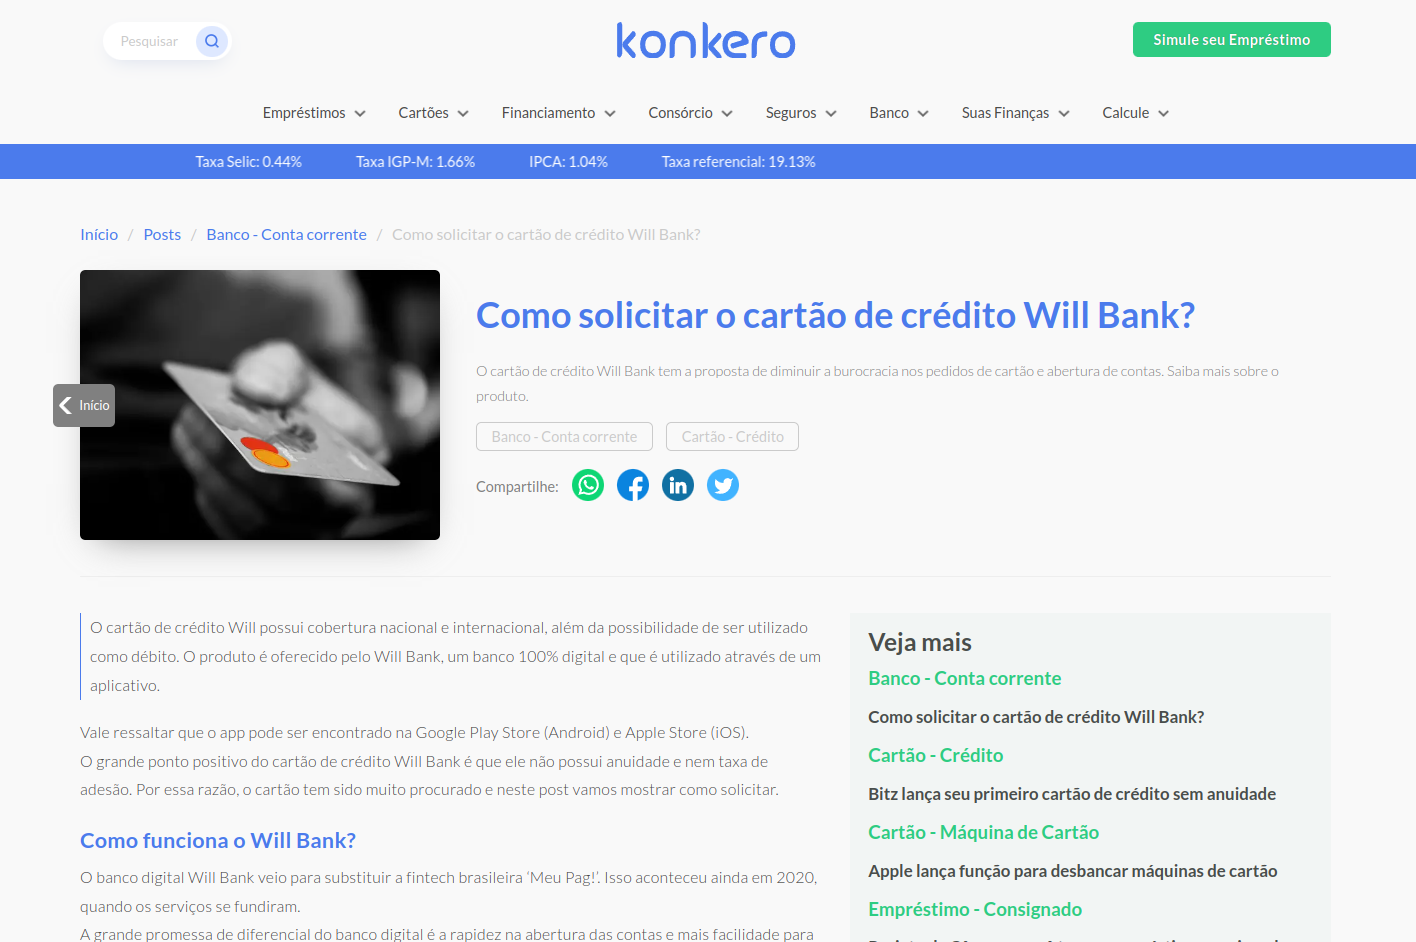 Pesquisar
konkero
Simule seu Empréstimo
Empréstimos
Cartões
Financiamento
Consórcio
Seguros
Banco
Suas Finanças
Calcule
Taxa Selic: 0.44%
Taxa IGP-M: 1.66%
IPCA: 1.04%
Taxa referencial: 19.13%
Início / Posts / Banco - Conta corrente / Como solicitar o cartão de crédito Will Bank?
Início
Como solicitar o cartão de crédito Will Bank?
O cartão de crédito Will Bank tem a proposta de diminuir a burocracia nos pedidos de cartão e abertura de contas. Saiba mais sobre o
produto.
Banco - Conta corrente
Cartão - Crédito
Compartilhe:
O cartão de crédito Will possui cobertura nacional e internacional, além da possibilidade de ser utilizado
como débito. O produto é oferecido pelo Will Bank, um banco 100% digital e que é utilizado através de um
aplicativo.
Vale ressaltar que o app pode ser encontrado na Google Play Store (Android) e Apple Store (iOS).
O grande ponto positivo do cartão de crédito Will Bank é que ele não possui anuidade e nem taxa de
adesão. Por essa razão, o cartão tem sido muito procurado e neste post vamos mostrar como solicitar.
Como funciona o Will Bank?
O banco digital Will Bank veio para substituir a fintech brasileira ‘Meu Pag!’. Isso aconteceu ainda em 2020,
quando os serviços se fundiram.
A grande promessa de diferencial do banco digital é a rapidez na abertura das contas e mais facilidade para
Veja mais
Banco - Conta corrente
Como solicitar o cartão de crédito Will Bank?
Cartão - Crédito
Bitz lança seu primeiro cartão de crédito sem anuidade
Cartão - Máquina de Cartão
Apple lança função para desbancar máquinas de cartão
Empréstimo - Consignado